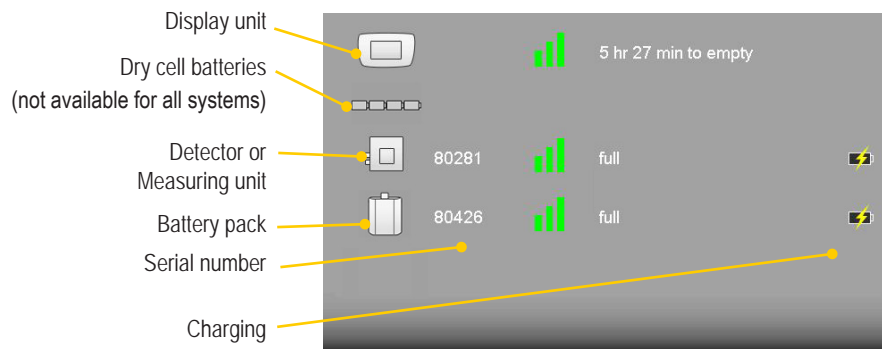 Display unit
5 hr 27 min to empty
Dry cell batteries
(not available for all systems)
Detector or
Measuring unit
80281 full
Battery pack
80426 full
Serial number
Charging